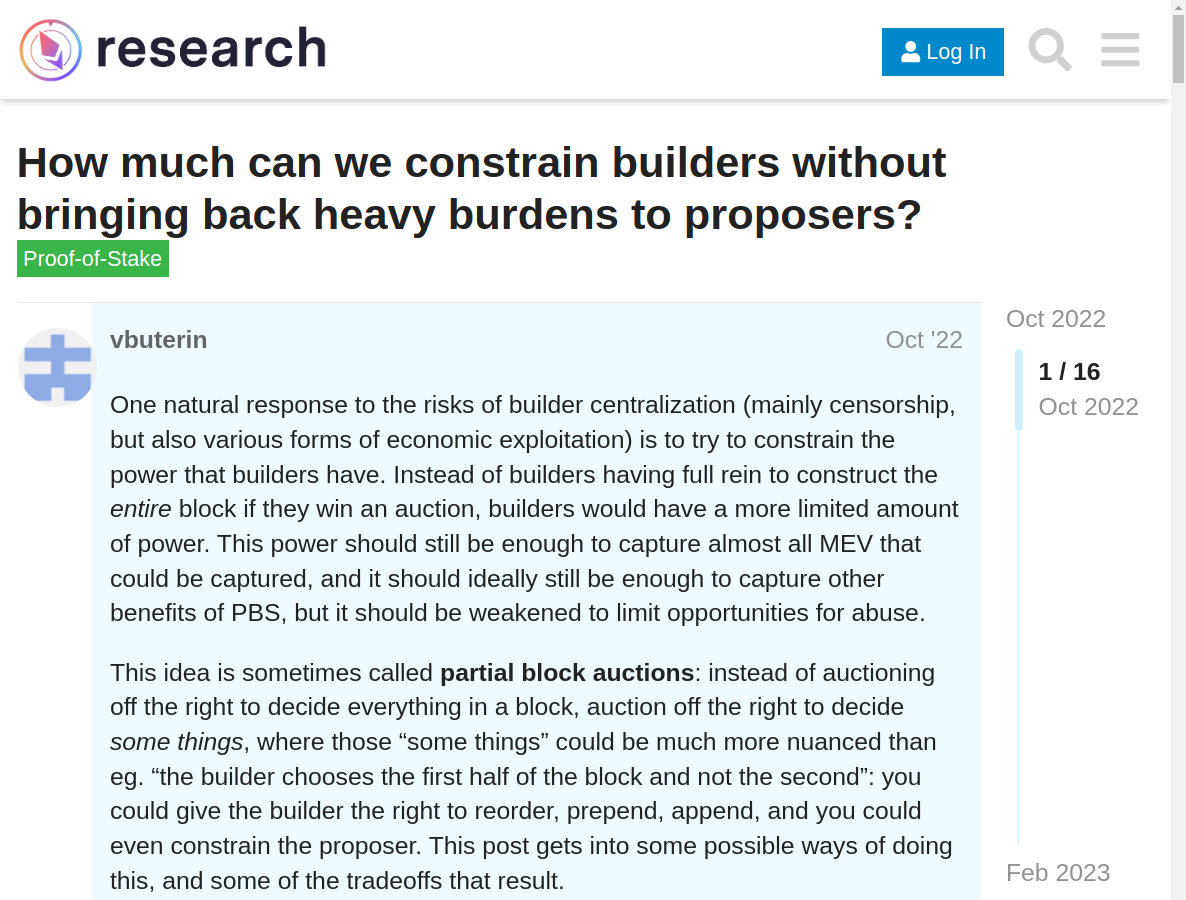 research
Log In
How much can we constrain builders without
bringing back heavy burdens to proposers?
Proof-of-Stake
vbuterin
Oct '22
One natural response to the risks of builder centralization (mainly censorship,
but also various forms of economic exploitation) is to try to constrain the
power that builders have. Instead of builders having full rein to construct the
entire block if they win an auction, builders would have a more limited amount
of power. This power should still be enough to capture almost all MEV that
could be captured, and it should ideally still be enough to capture other
benefits of PBS, but it should be weakened to limit opportunities for abuse.
This idea is sometimes called partial block auctions: instead of auctioning
off the right to decide everything in a block, auction off the right to decide
some things, where those “some things” could be much more nuanced than
eg. “the builder chooses the first half of the block and not the second”: you
could give the builder the right to reorder, prepend, append, and you could
even constrain the proposer. This post gets into some possible ways of doing
this, and some of the tradeoffs that result.
Oct 2022
1 / 16
Oct 2022
Feb 2023